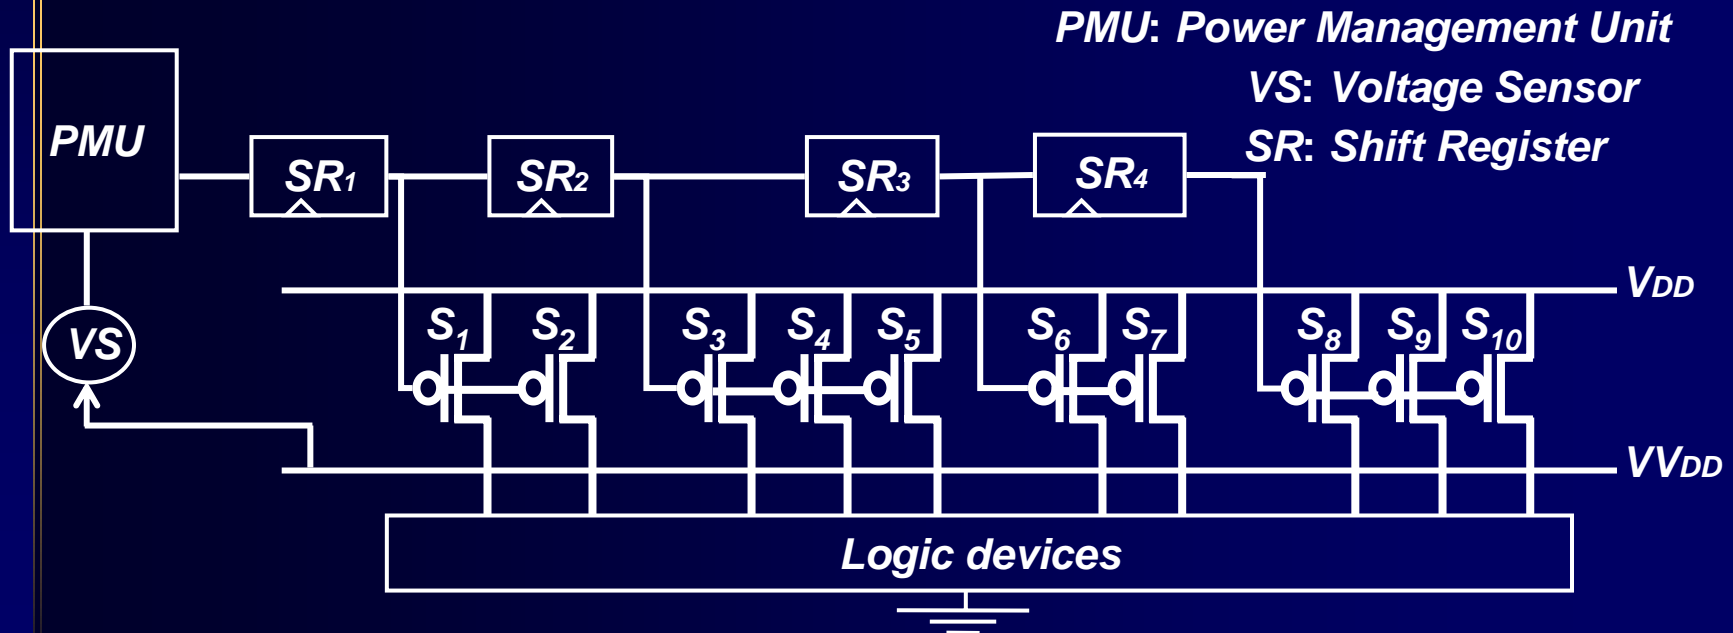 PMU: Power Management Unit
VS: Voltage Sensor
SR: Shift Register
PMU
SR1
SR2
SR3
SR4
VDD
S1
S2
S3
S4
S5
S6
S7
S8
S9
S10
VS
VVDD
Logic devices